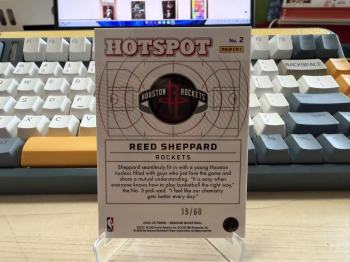 No. 2
HOTSPOT
PANINI
BACKSPACE
HOUSTON ROCKETS
REED SHEPPARD
ROCKETS
Sheppard seamlessly fit in with a young Houston
nucleus filled with guys who just love the game and
share a mutual understanding. "It is easy when
everyone knows how to play basketball the right way,"
the No. 3 pick said. "I feel like our chemistry
gets better every day."
19/60
NBA